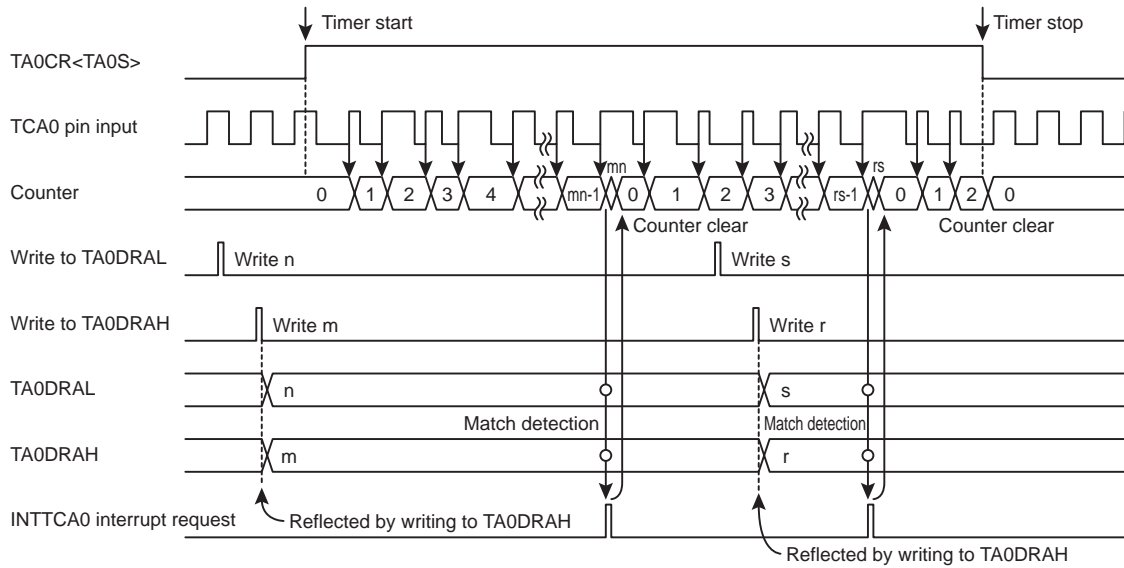 Timer start
Timer stop
TA0CR<TA0S>
TCA0 pin input
mn
rs
Counter
0 1 2 3 4 mn-1 0 1 2 3 rs-1 0 1 2 0
Counter clear
Counter clear
Write to TA0DRAL
Write n
Write s
Write to TA0DRAH
Write m
Write r
TA0DRAL
n
s
Match detection
Match detection
TA0DRAH
m
r
INTTCA0 interrupt request
Reflected by writing to TA0DRAH
Reflected by writing to TA0DRAH